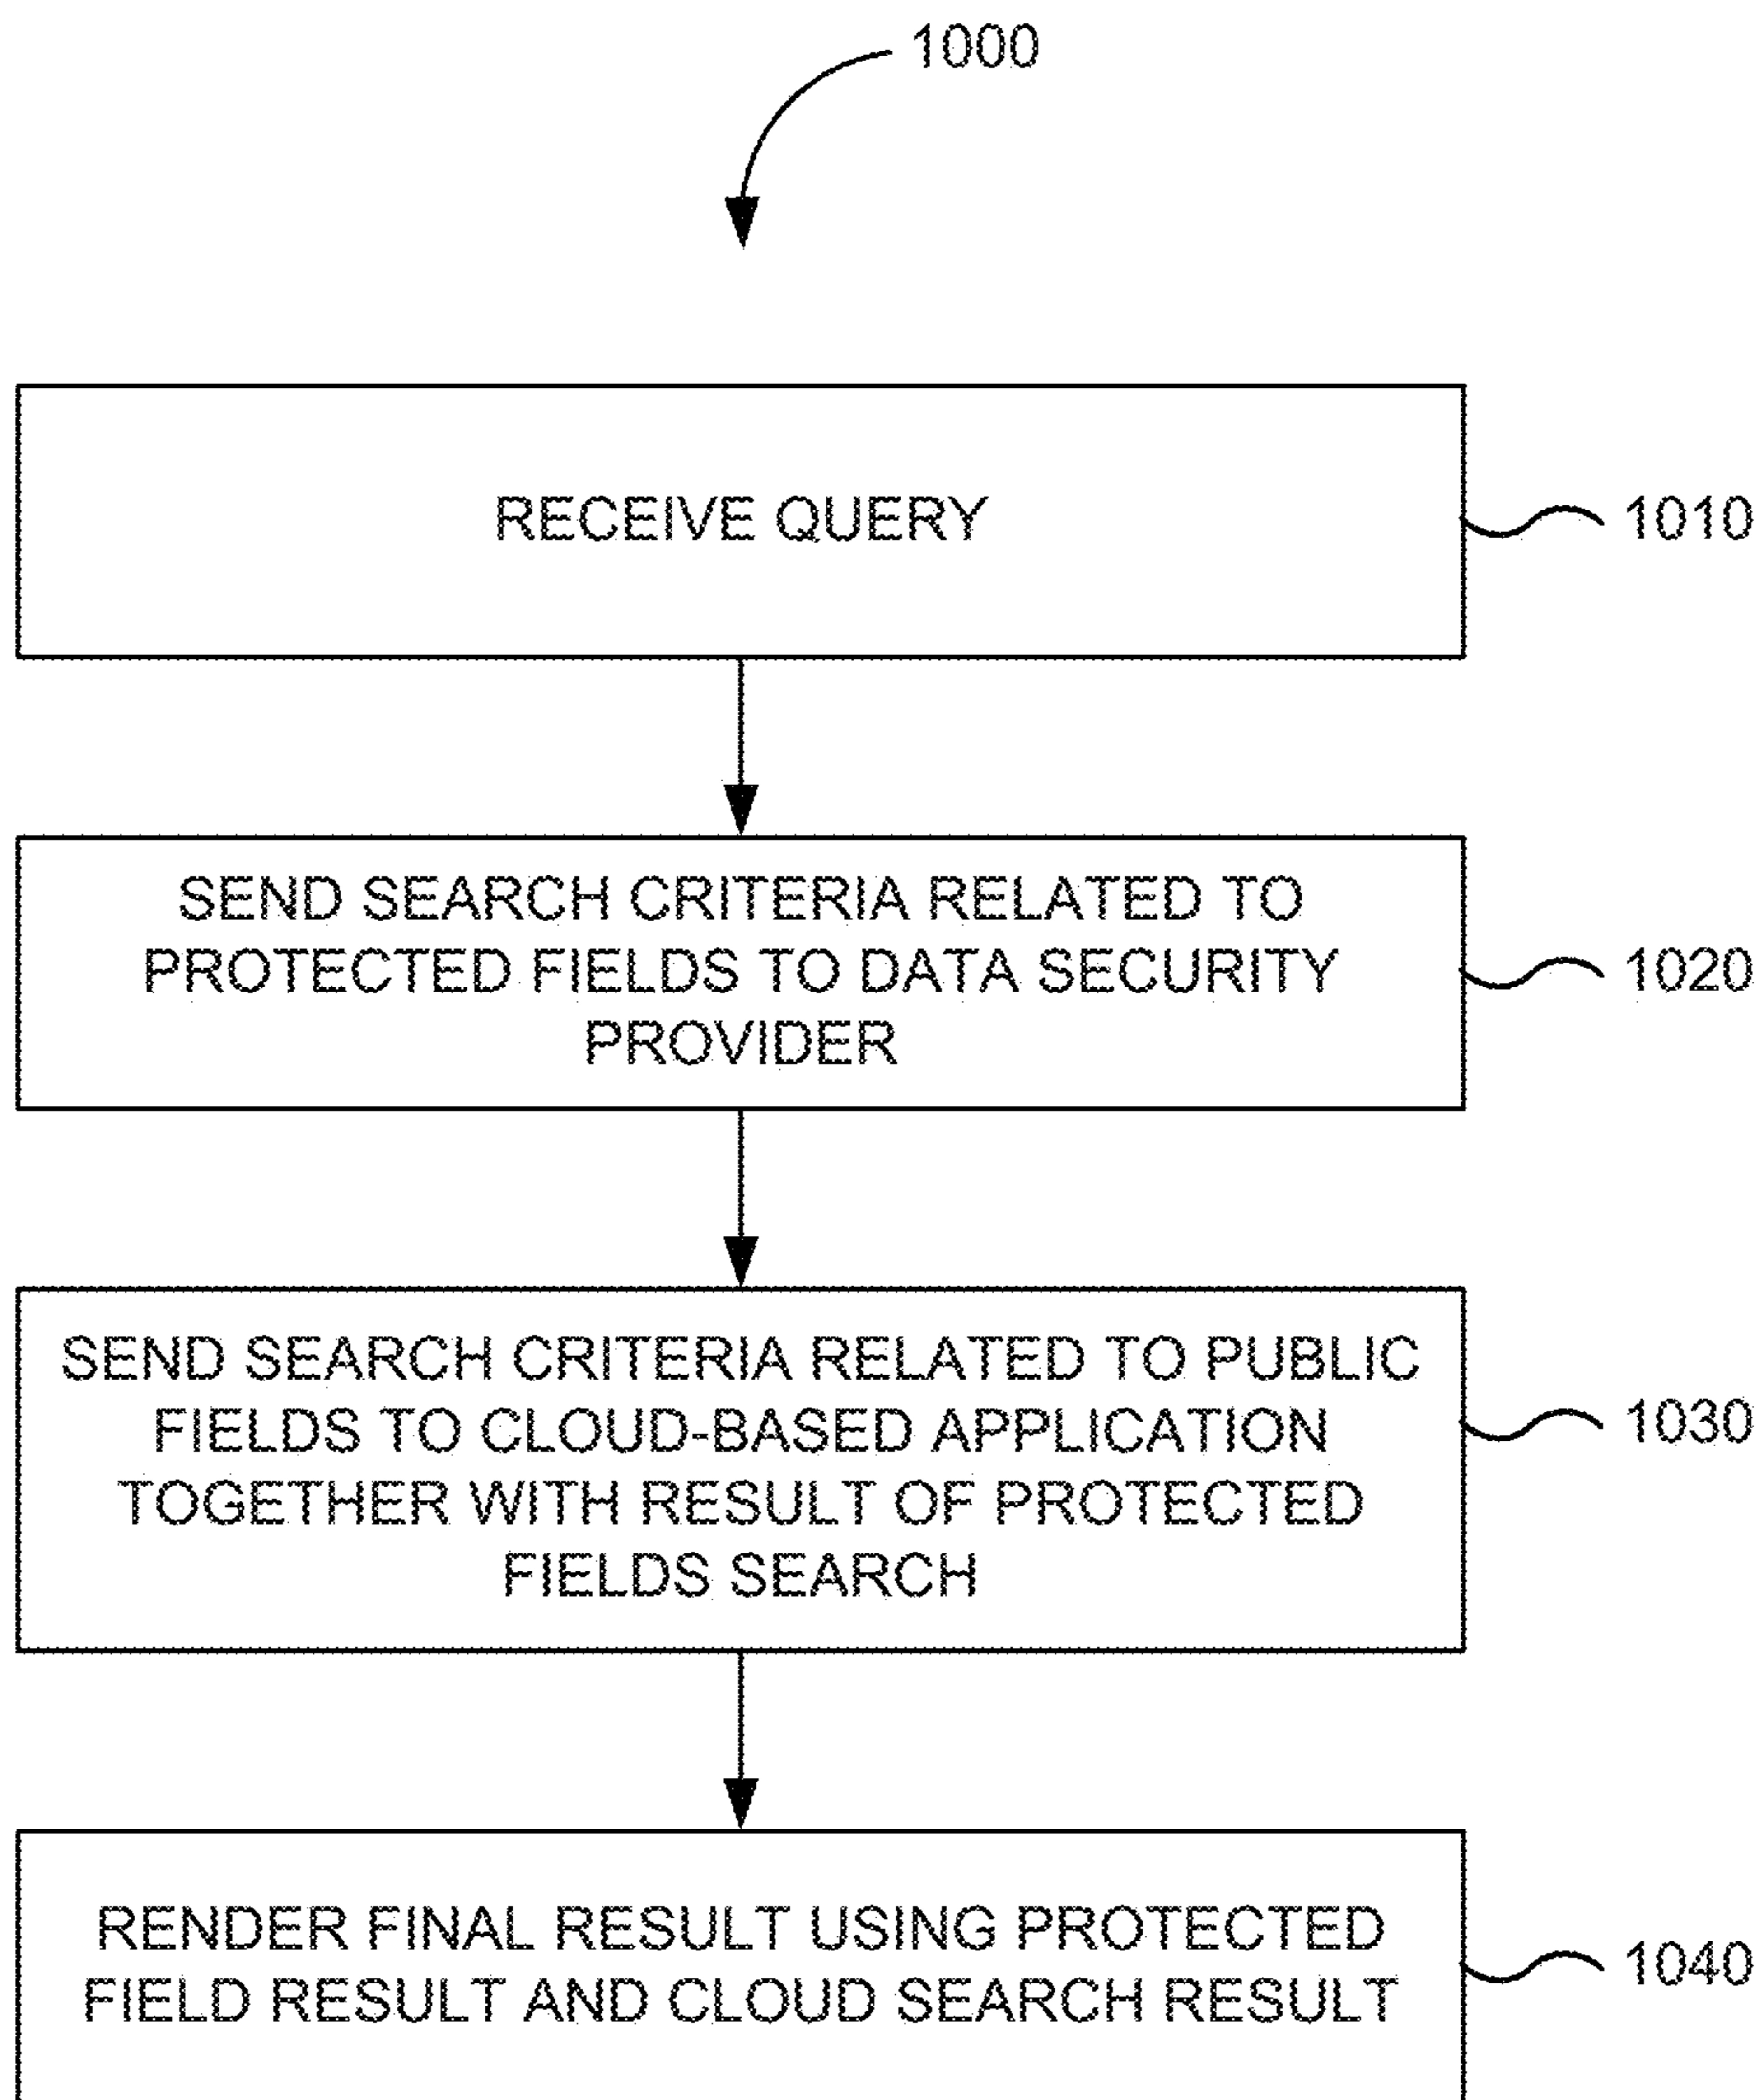 1000
RECEIVE QUERY
1010
SEND SEARCH CRITERIA RELATED TO
PROTECTED FIELDS TO DATA SECURITY
PROVIDER
1020
SEND SEARCH CRITERIA RELATED TO PUBLIC
FIELDS TO CLOUD-BASED APPLICATION
TOGETHER WITH RESULT OF PROTECTED
FIELDS SEARCH
1030
RENDER FINAL RESULT USING PROTECTED
FIELD RESULT AND CLOUD SEARCH RESULT
1040